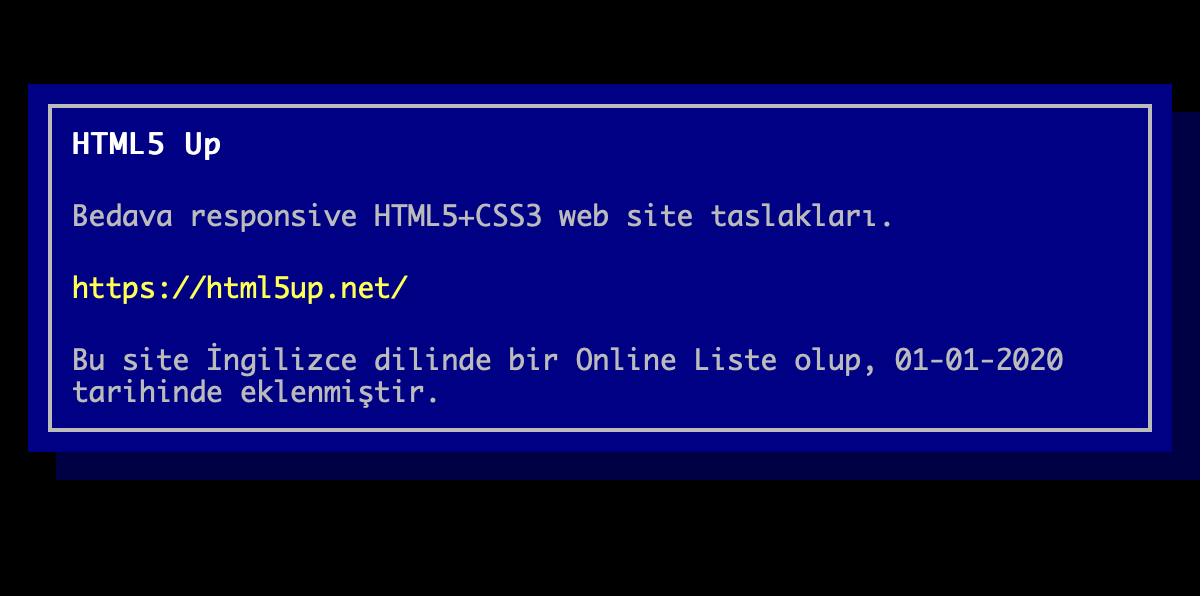 HTML5 Up
Bedava responsive HTML5+CSS3 web site taslakları.
https://html5up.net/
Bu site İngilizce dilinde bir Online Liste olup, 01-01-2020
tarihinde eklenmiştir.